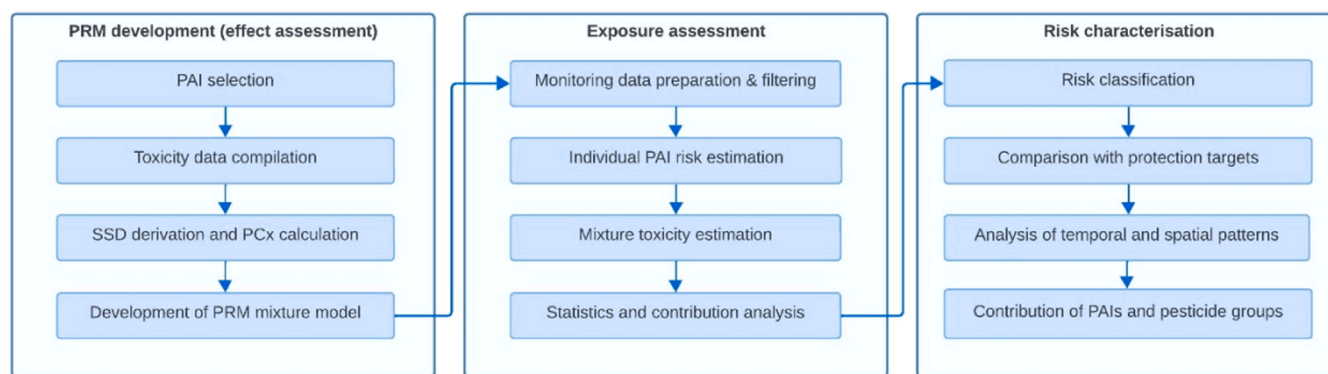 PRM development (effect assessment)
PAI selection
Toxicity data compilation
SSD derivation and PCx calculation
Development of PRM mixture model
Exposure assessment
Monitoring data preparation & filtering
Individual PAI risk estimation
Mixture toxicity estimation
Statistics and contribution analysis
Risk characterisation
Risk classification
Comparison with protection targets
Analysis of temporal and spatial patterns
Contribution of PAIs and pesticide groups